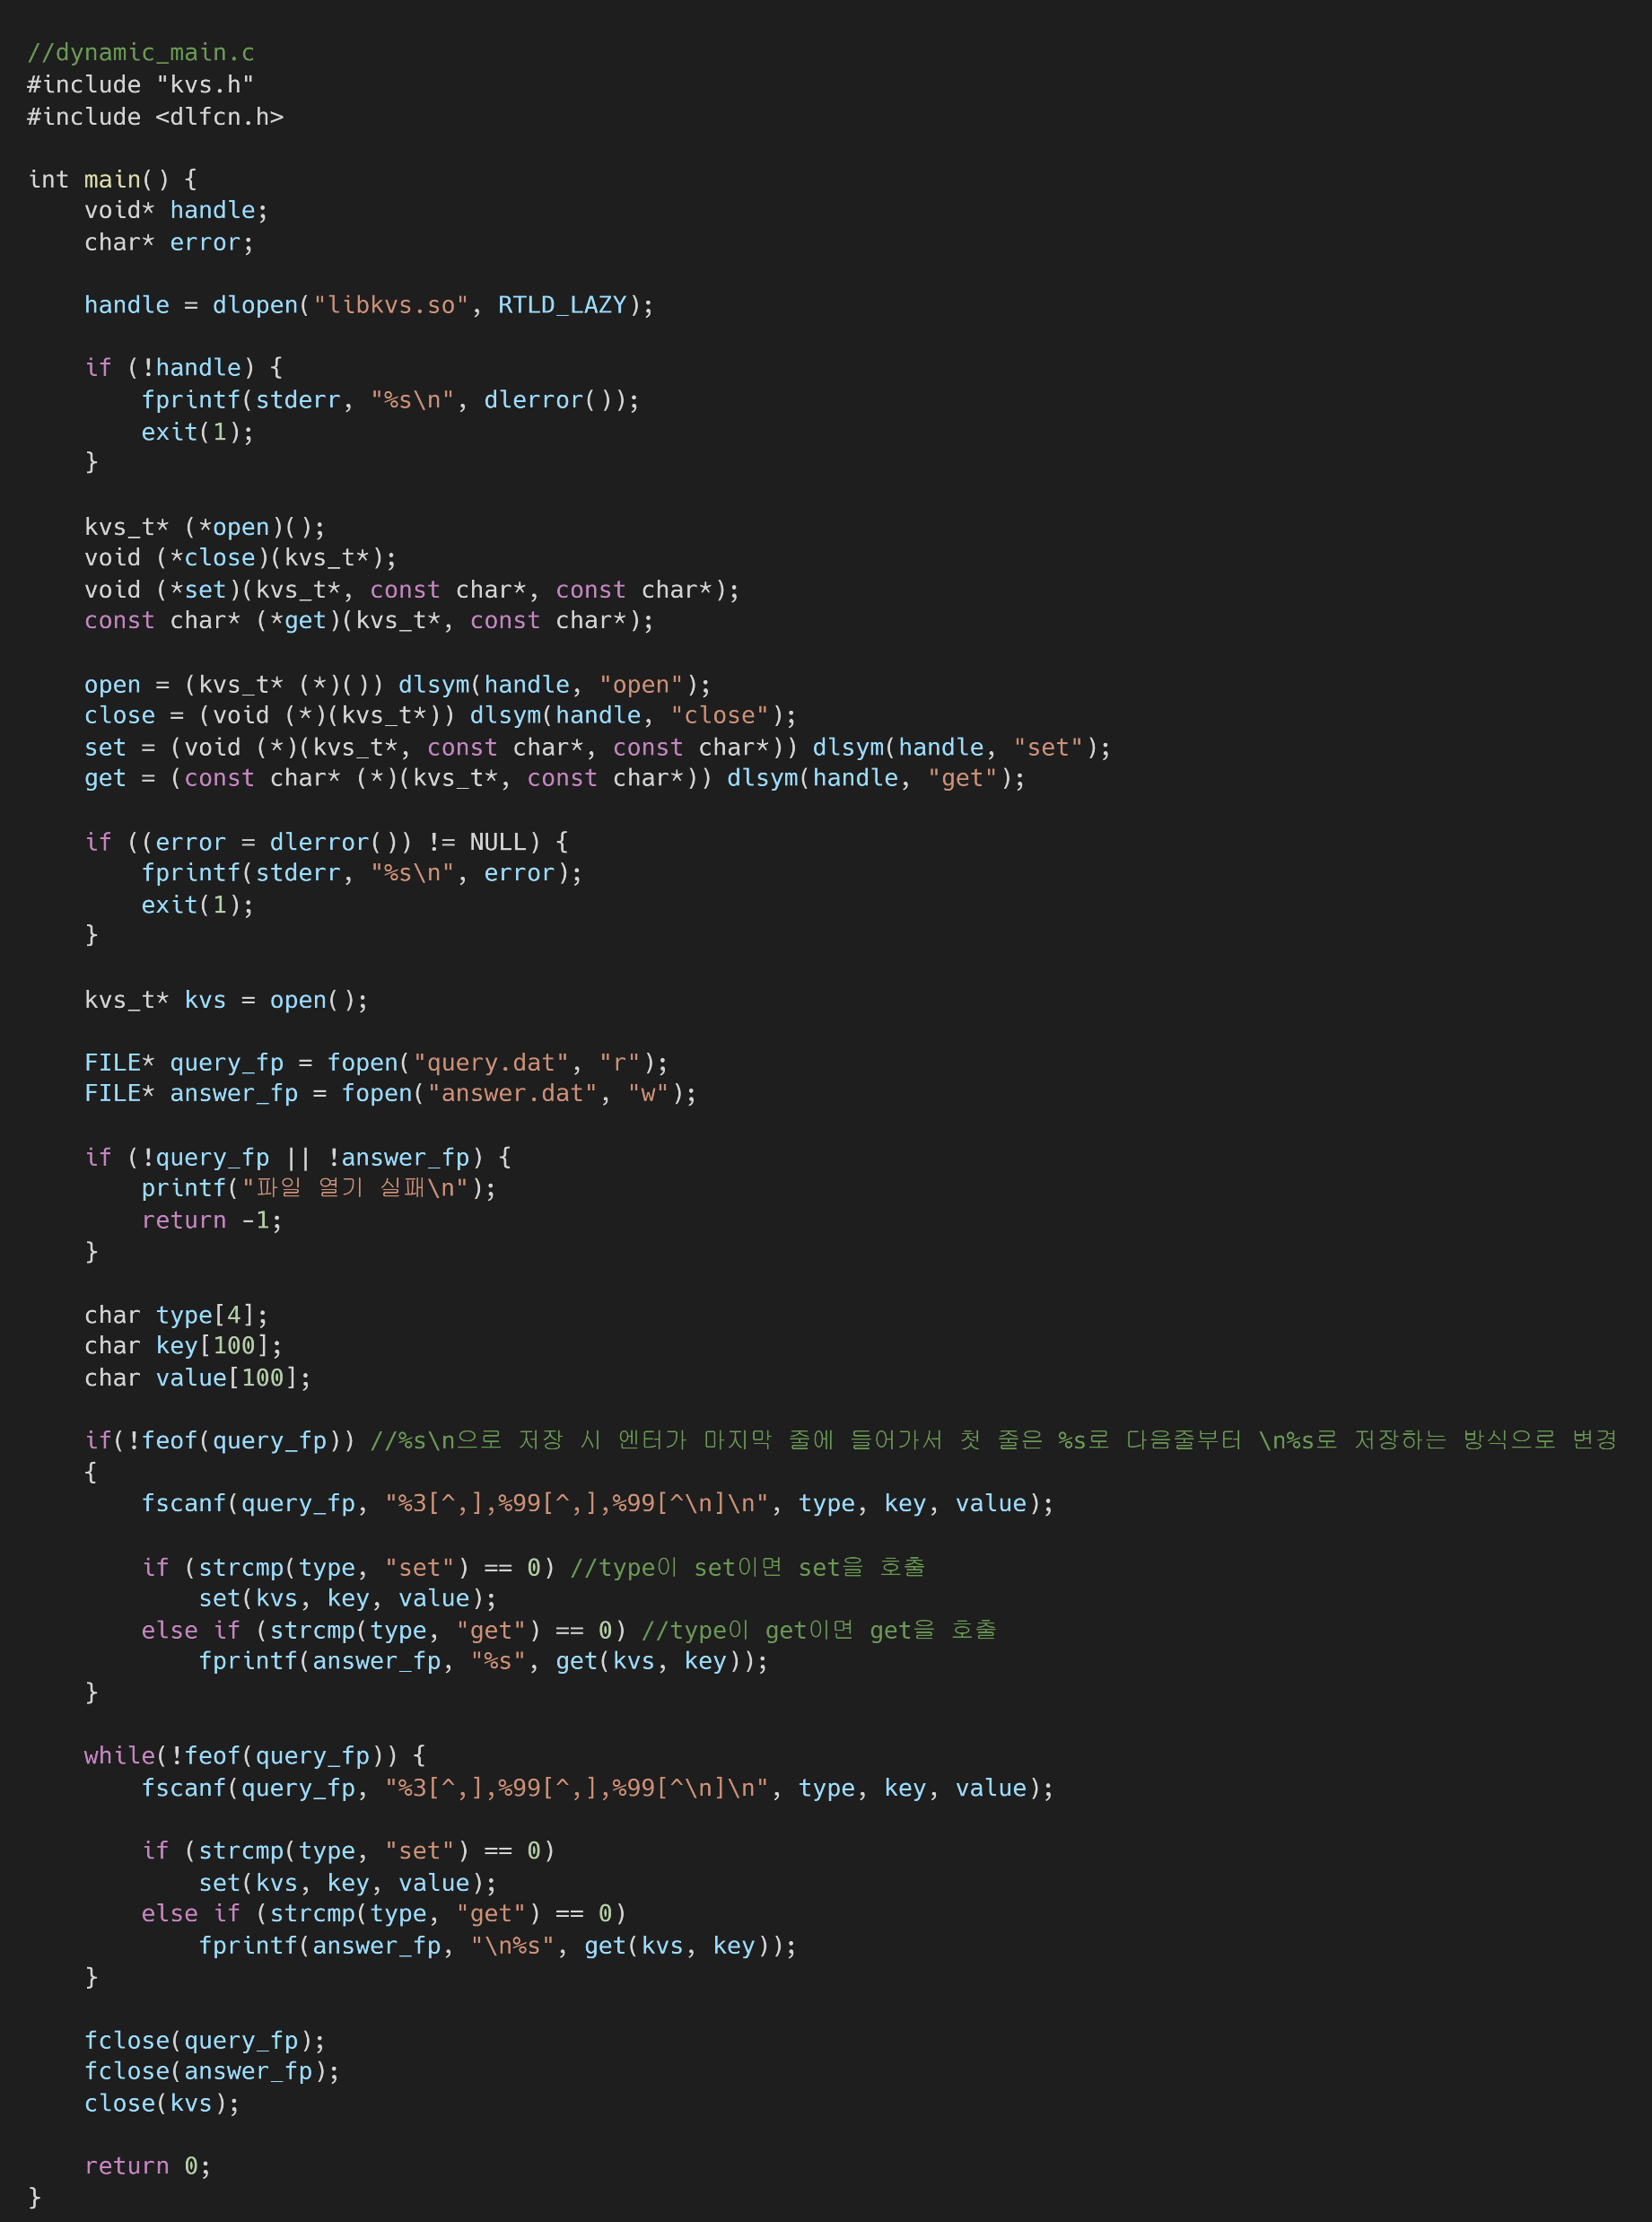 //dynamic_main.c
#include "kvs.h"
#include <dlfcn.h>

int main() {
    void* handle;
    char* error;

    handle = dlopen("libkvs.so", RTLD_LAZY);

    if (!handle) {
        fprintf(stderr, "%s\n", dlerror());
        exit(1);
    }

    kvs_t* (*open)();
    void (*close)(kvs_t*);
    void (*set)(kvs_t*, const char*, const char*);
    const char* (*get)(kvs_t*, const char*);

    open = (kvs_t* (*)()) dlsym(handle, "open");
    close = (void (*)(kvs_t*)) dlsym(handle, "close");
    set = (void (*)(kvs_t*, const char*, const char*)) dlsym(handle, "set");
    get = (const char* (*)(kvs_t*, const char*)) dlsym(handle, "get");

    if ((error = dlerror()) != NULL) {
        fprintf(stderr, "%s\n", error);
        exit(1);
    }

    kvs_t* kvs = open();

    FILE* query_fp = fopen("query.dat", "r");
    FILE* answer_fp = fopen("answer.dat", "w");

    if (!query_fp || !answer_fp) {
        printf("파일 열기 실패\n");
        return -1;
    }

    char type[4];
    char key[100];
    char value[100];

    if(!feof(query_fp)) //%s\n으로 저장 시 엔터가 마지막 줄에 들어가서 첫 줄은 %s로 다음줄부터 \n%s로 저장하는 방식으로 변경
    {
        fscanf(query_fp, "%3[^,],%99[^,],%99[^\n]\n", type, key, value);

        if (strcmp(type, "set") == 0) //type이 set이면 set을 호출
            set(kvs, key, value);
        else if (strcmp(type, "get") == 0) //type이 get이면 get을 호출
            fprintf(answer_fp, "%s", get(kvs, key));
    }

    while(!feof(query_fp)) {
        fscanf(query_fp, "%3[^,],%99[^,],%99[^\n]\n", type, key, value);

        if (strcmp(type, "set") == 0)
            set(kvs, key, value);
        else if (strcmp(type, "get") == 0)
            fprintf(answer_fp, "\n%s", get(kvs, key));
    }

    fclose(query_fp);
    fclose(answer_fp);
    close(kvs);

    return 0;
}